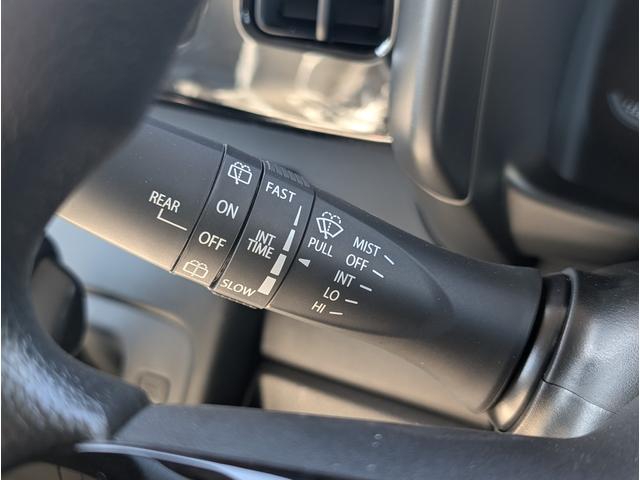 REAR
ON
OFF
FAST
INT
TIME
SLOW
PULL
MIST
OFF
INT
LO
HI